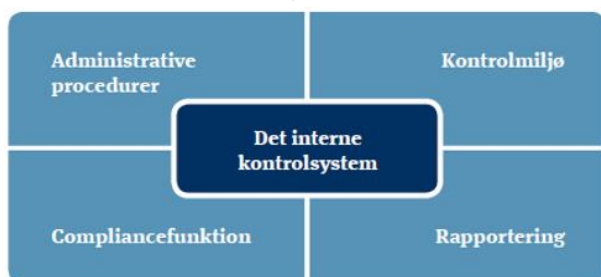 Administrative
procedurer
Kontrolmiljø
Det interne
kontrolsystem
Compliancefunktion
Rapportering